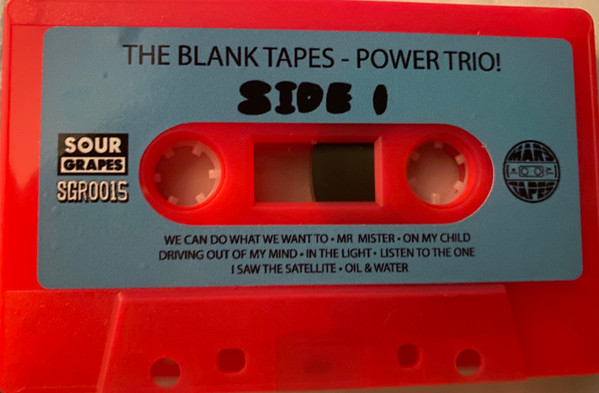 THE BLANK TAPES - POWER TRIO!
SIDE 1
SOUR
GRAPES
SGR0015
MARS
TAPES
WE CAN DO WHAT WE WANT TO • MR MISTER • ON MY CHILD
DRIVING OUT OF MY MIND • IN THE LIGHT • LISTEN TO THE ONE
I SAW THE SATELLITE • OIL & WATER